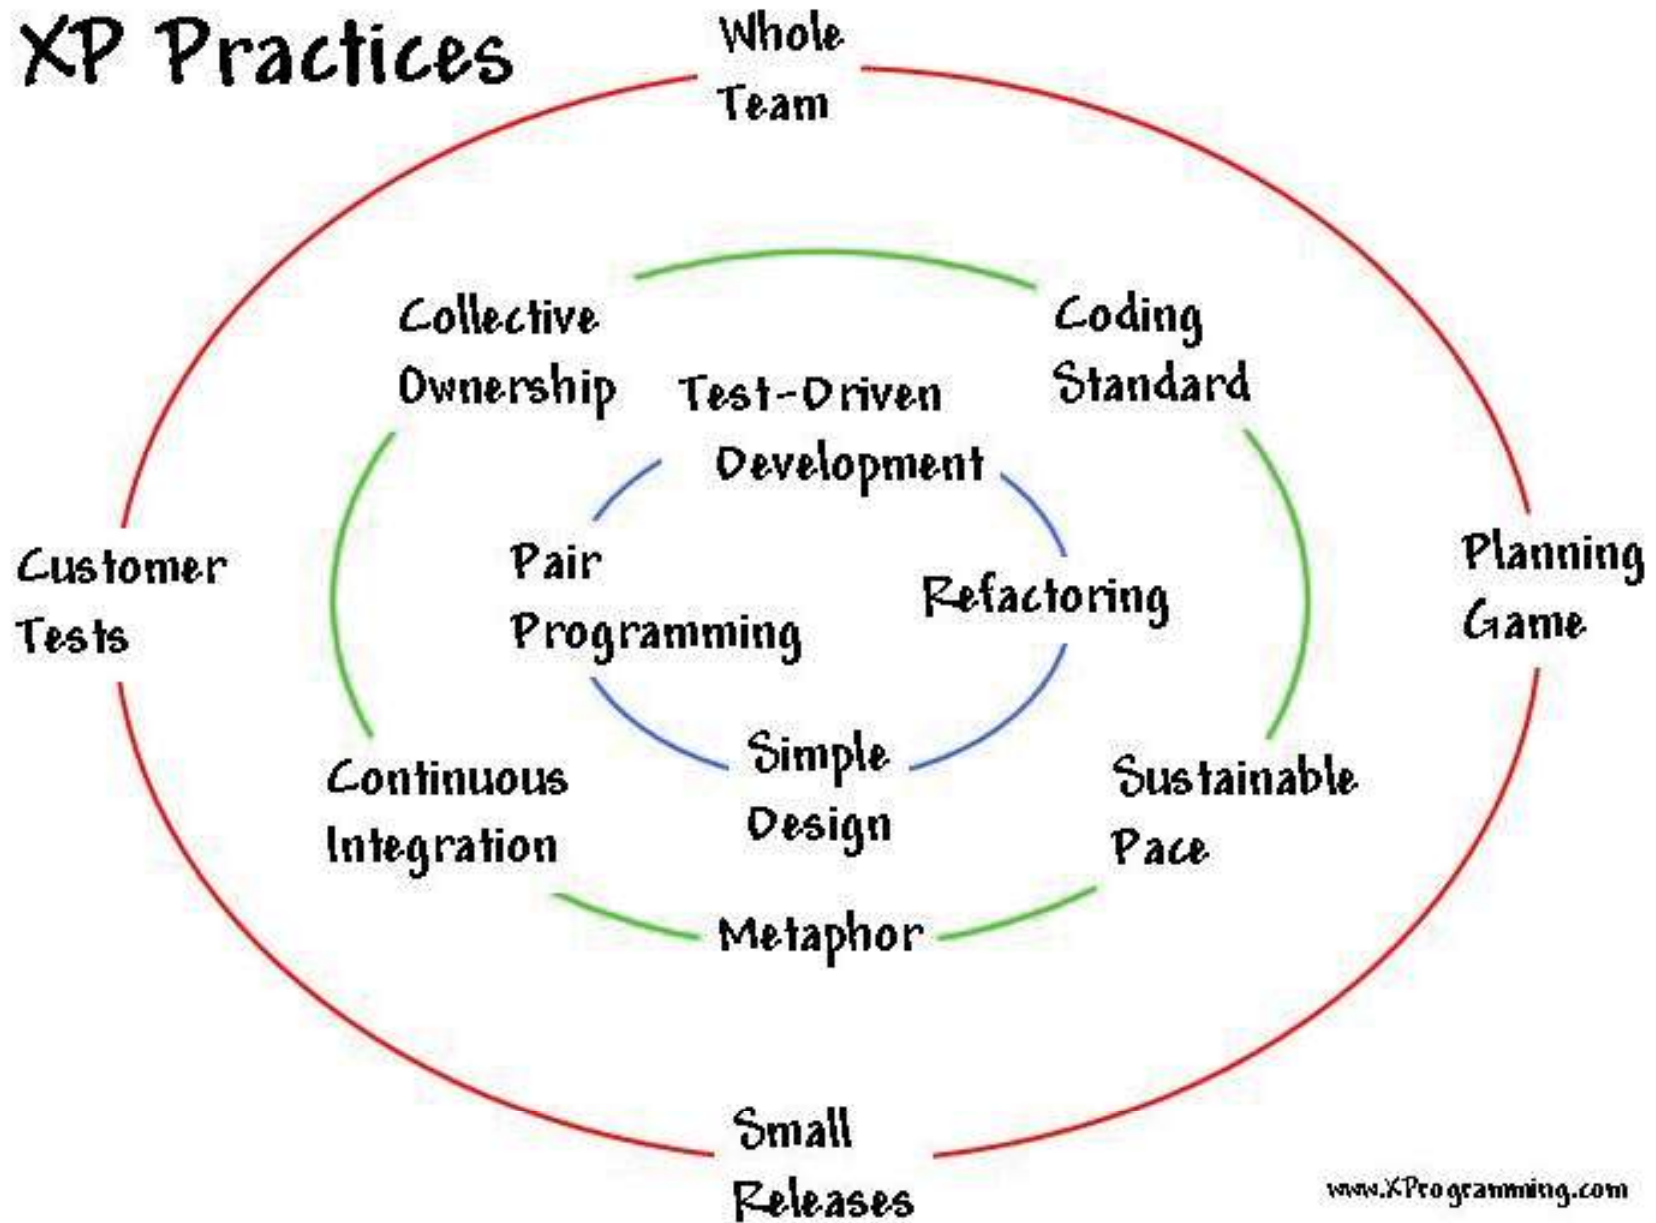 XP Practices
Whole
Team
Collective
Ownership
Coding
Standard
Test-Driven
Development
Customer
Tests
Pair
Programming
Refactoring
Planning
Game
Continuous
Integration
Simple
Design
Sustainable
Pace
Metaphor
Small
Releases
www.XProgramming.com